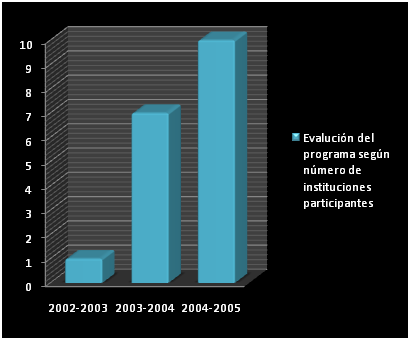 10
9
8
7
6
5
4
3
2
1
0
2002-2003 2003-2004 2004-2005
Evalución del
programa según
número de
instituciones
participantes